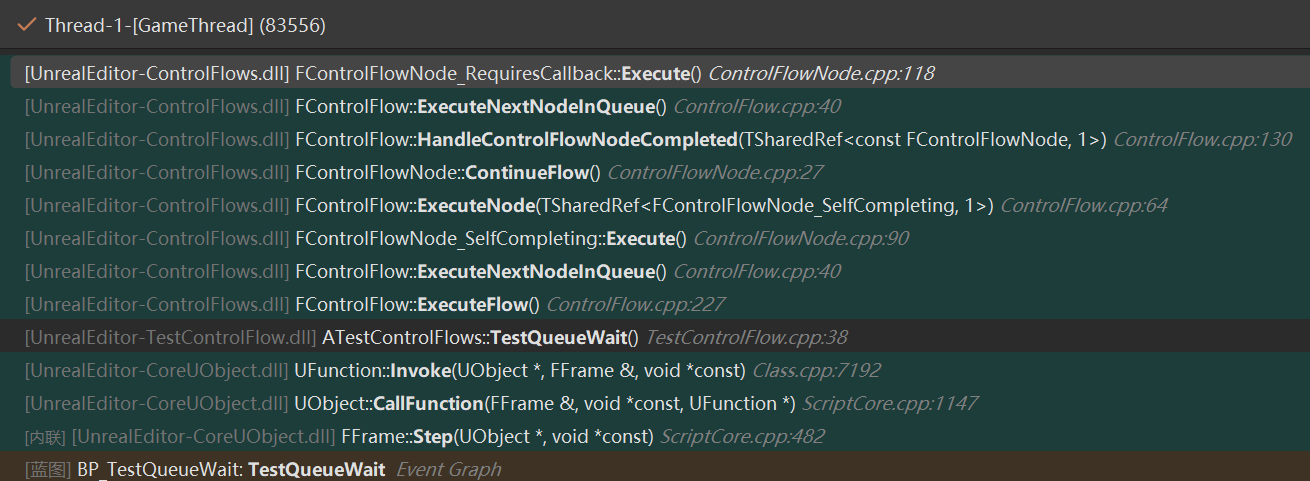 Thread-1-[GameThread] (83556)
[UnrealEditor-ControlFlows.dll] FControlFlowNode_RequiresCallback::Execute() ControlFlowNode.cpp:118
[UnrealEditor-ControlFlows.dll] FControlFlow::ExecuteNextNodeInQueue() ControlFlow.cpp:40
[UnrealEditor-ControlFlows.dll] FControlFlow::HandleControlFlowNodeCompleted(TSharedRef<const FControlFlowNode, 1>) ControlFlow.cpp:130
[UnrealEditor-ControlFlows.dll] FControlFlowNode::ContinueFlow() ControlFlowNode.cpp:27
[UnrealEditor-ControlFlows.dll] FControlFlow::ExecuteNode(TSharedRef<FControlFlowNode_SelfCompleting, 1>) ControlFlow.cpp:64
[UnrealEditor-ControlFlows.dll] FControlFlowNode_SelfCompleting::Execute() ControlFlowNode.cpp:90
[UnrealEditor-ControlFlows.dll] FControlFlow::ExecuteNextNodeInQueue() ControlFlow.cpp:40
[UnrealEditor-ControlFlows.dll] FControlFlow::ExecuteFlow() ControlFlow.cpp:227
[UnrealEditor-TestControlFlow.dll] ATestControlFlows::TestQueueWait() TestControlFlow.cpp:38
[UnrealEditor-CoreUObject.dll] UFunction::Invoke(UObject *, FFrame &, void *const) Class.cpp:7192
[UnrealEditor-CoreUObject.dll] UObject::CallFunction(FFrame &, void *const, UFunction *) ScriptCore.cpp:1147
[内联] [UnrealEditor-CoreUObject.dll] FFrame::Step(UObject *, void *const) ScriptCore.cpp:482
[蓝图] BP_TestQueueWait: TestQueueWait Event Graph